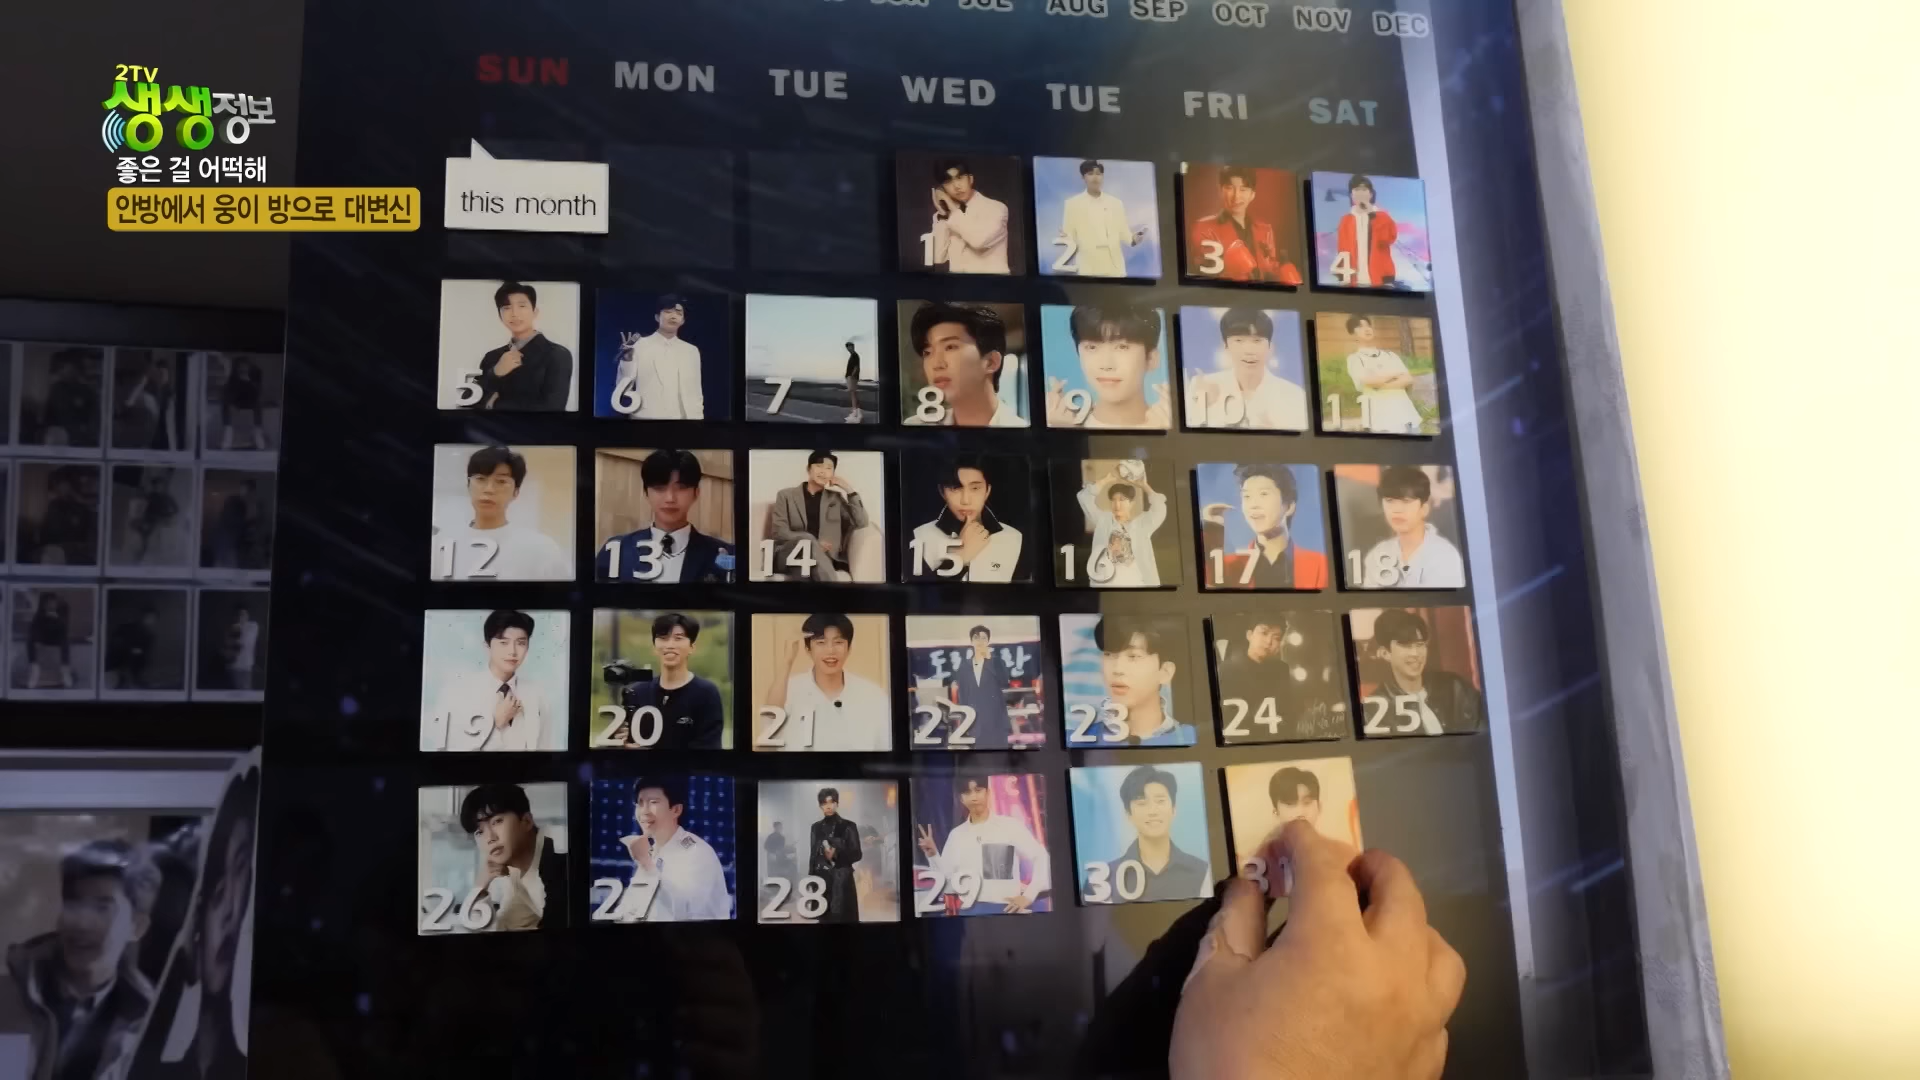 2TV
생생정보
좋은 걸 어떡해
안방에서 웅이 방으로 대변신
JUL AUG SEP OCT NOV DEC
SUN MON TUE WED TUE FRI SAT
this month
1 2 3 4
5 6 7 8 9 10 11
12 13 14 15 16 17 18
19 20 21 22 23 24 25
26 27 28 29 30 31